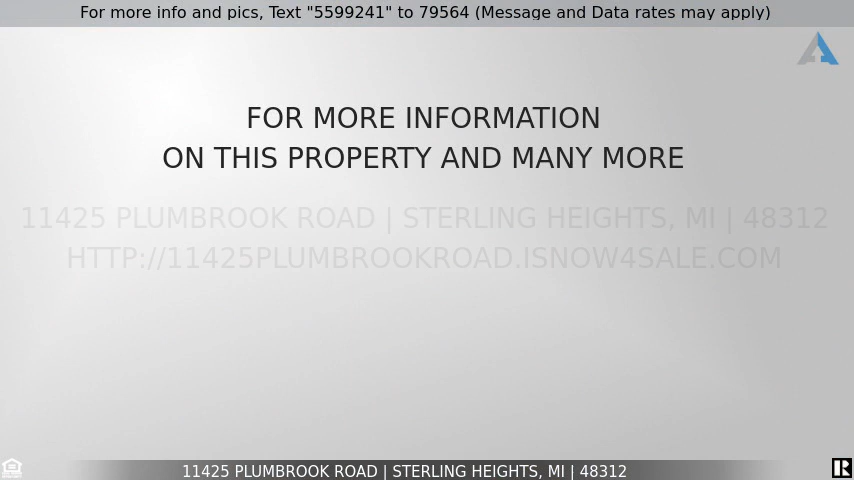 For more info and pics, Text "5599241" to 79564 (Message and Data rates may apply)
FOR MORE INFORMATION
ON THIS PROPERTY AND MANY MORE
11425 PLUMBROOK ROAD | STERLING HEIGHTS, MI | 48312
HTTP://11425PLUMBROOKROAD.ISNOW4SALE.COM
11425 PLUMBROOK ROAD | STERLING HEIGHTS, MI | 48312